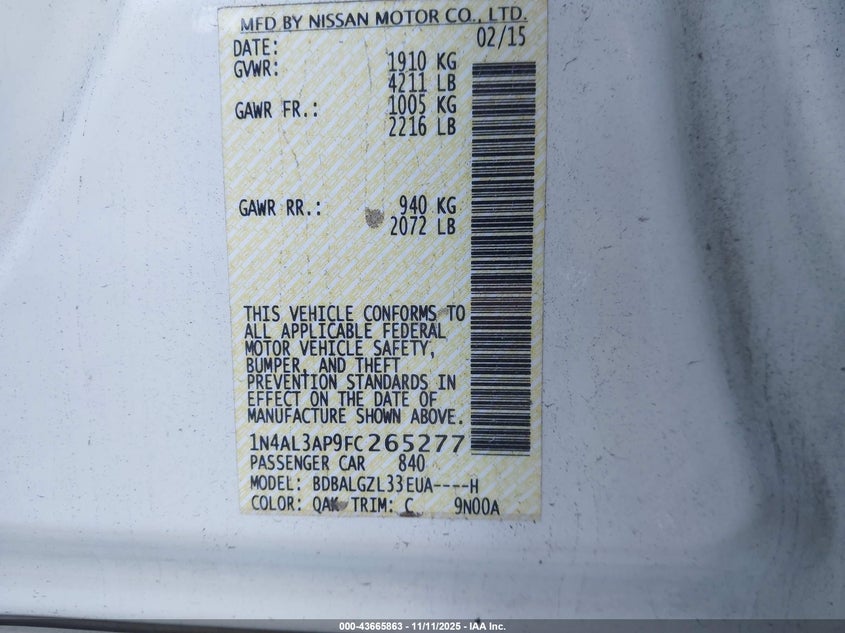 MFD BY NISSAN MOTOR CO., LTD.
DATE: 02/15
GVWR: 1910 KG
4211 LB
GAWR FR.: 1005 KG
2216 LB
GAWR RR.: 940 KG
2072 LB
THIS VEHICLE CONFORMS TO
ALL APPLICABLE FEDERAL
MOTOR VEHICLE SAFETY,
BUMPER, AND THEFT
PREVENTION STANDARDS IN
EFFECT ON THE DATE OF
MANUFACTURE SHOWN ABOVE.
1N4AL3AP9FC265277
PASSENGER CAR 840
MODEL: BDBALGZL33EUA----H
COLOR: QAK TRIM: C 9N00A
000-43665863 - 11/11/2025 - IAA Inc.